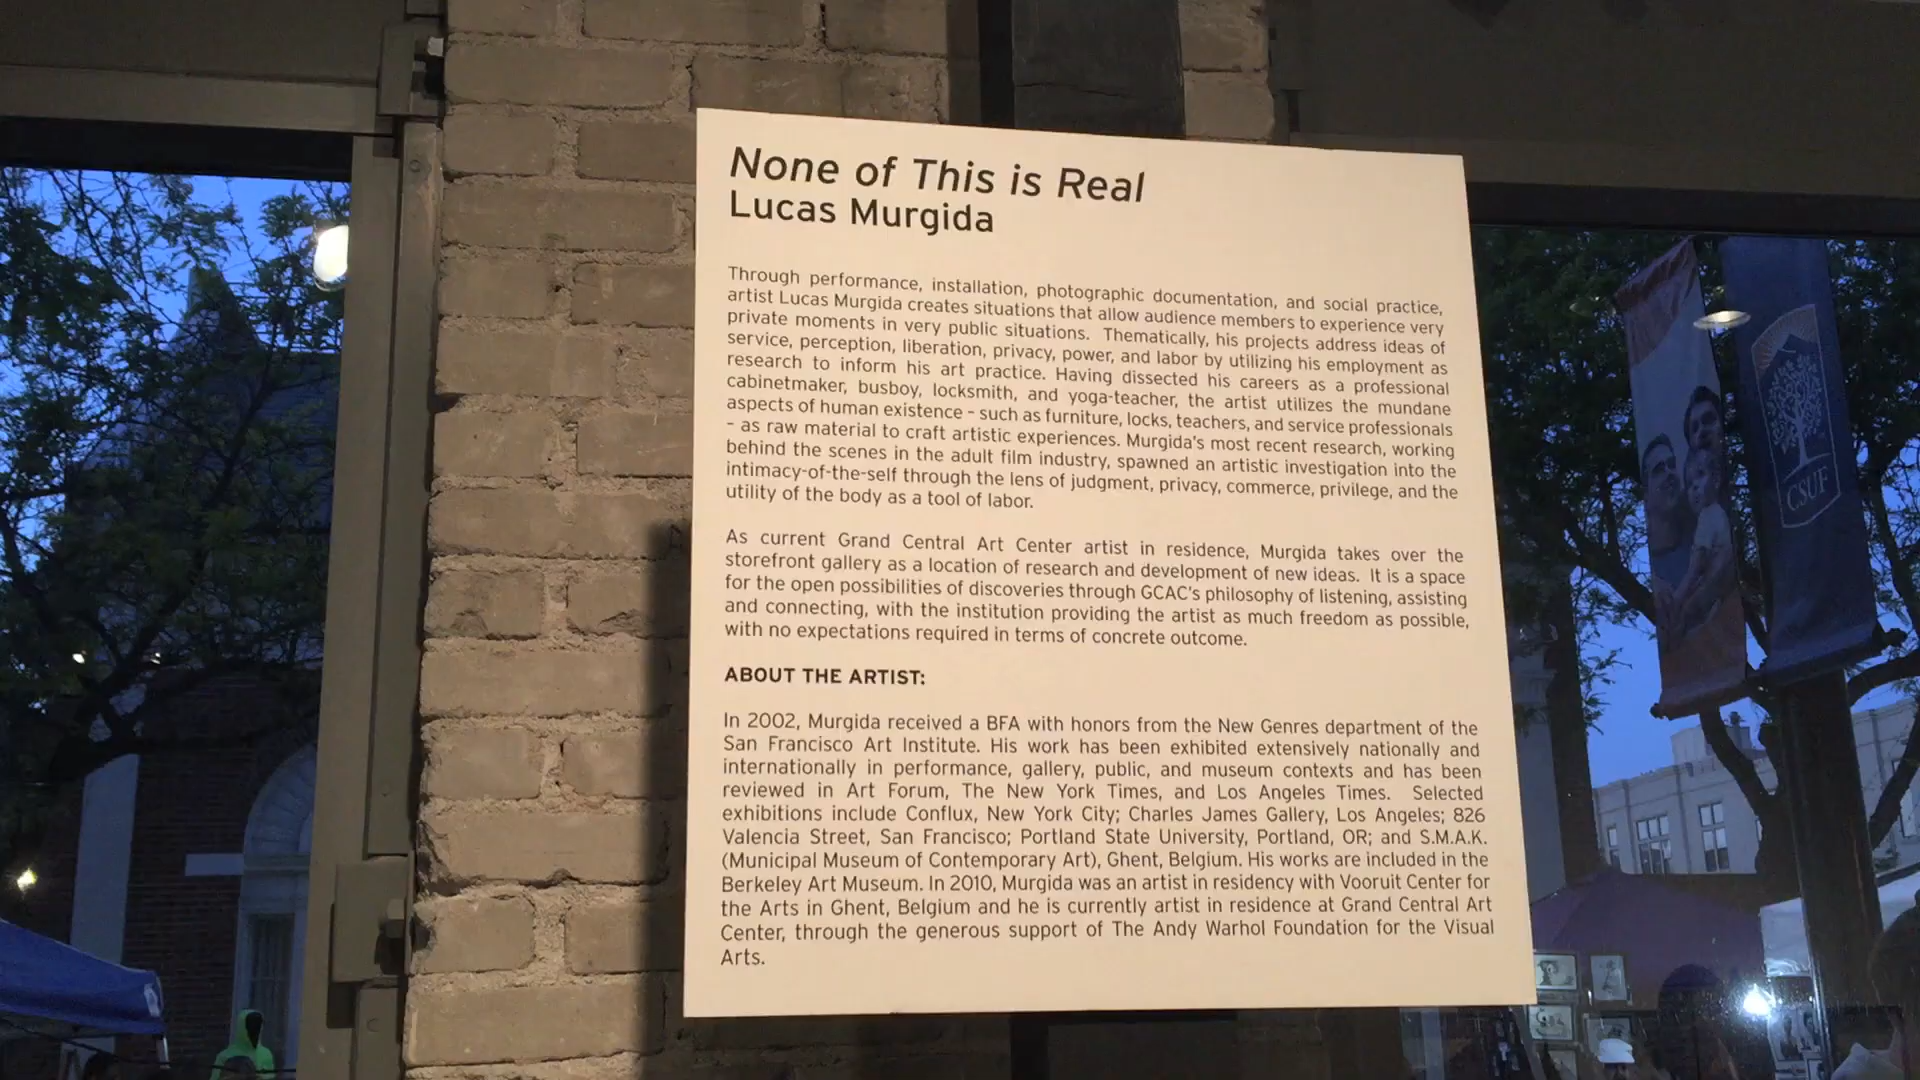 None of This is Real
Lucas Murgida
Through performance, installation, photographic documentation, and social practice,
artist Lucas Murgida creates situations that allow audience members to experience very
private moments in very public situations. Thematically, his projects address ideas of
service, perception, liberation, privacy, power, and labor by utilizing his employment as
research to inform his art practice. Having dissected his careers as a professional
cabinetmaker, busboy, locksmith, and yoga-teacher, the artist utilizes the mundane
aspects of human existence - such as furniture, locks, teachers, and service professionals
- as raw material to craft artistic experiences. Murgida's most recent research, working
behind the scenes in the adult film industry, spawned an artistic investigation into the
intimacy-of-the-self through the lens of judgment, privacy, commerce, privilege, and the
utility of the body as a tool of labor.
As current Grand Central Art Center artist in residence, Murgida takes over the
storefront gallery as a location of research and development of new ideas. It is a space
for the open possibilities of discoveries through GCAC's philosophy of listening, assisting
and connecting, with the institution providing the artist as much freedom as possible,
with no expectations required in terms of concrete outcome.
ABOUT THE ARTIST:
In 2002, Murgida received a BFA with honors from the New Genres department of the
San Francisco Art Institute. His work has been exhibited extensively nationally and
internationally in performance, gallery, public, and museum contexts and has been
reviewed in Art Forum, The New York Times, and Los Angeles Times. Selected
exhibitions include Conflux, New York City; Charles James Gallery, Los Angeles; 826
Valencia Street, San Francisco; Portland State University, Portland, OR; and S.M.A.K.
(Municipal Museum of Contemporary Art), Ghent, Belgium. His works are included in the
Berkeley Art Museum. In 2010, Murgida was an artist in residency with Vooruit Center for
the Arts in Ghent, Belgium and he is currently artist in residence at Grand Central Art
Center, through the generous support of The Andy Warhol Foundation for the Visual
Arts.
CSUF